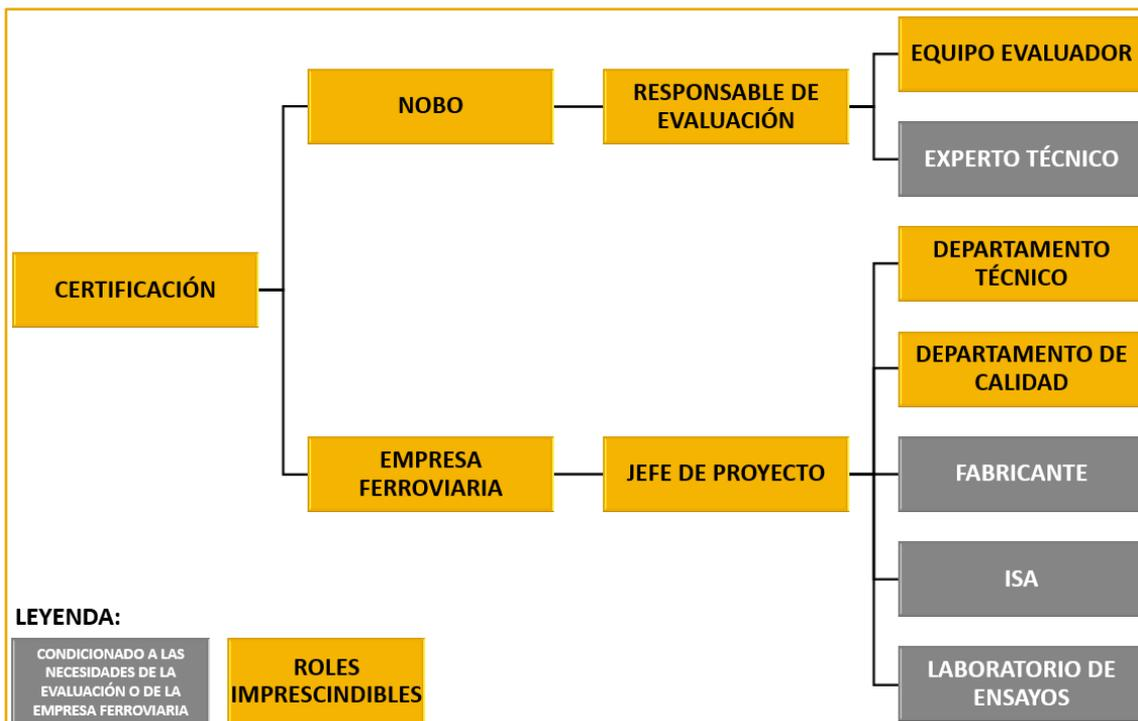 EQUIPO EVALUADOR
NOBO
RESPONSABLE DE
EVALUACIÓN
EXPERTO TÉCNICO
DEPARTAMENTO
TÉCNICO
CERTIFICACIÓN
DEPARTAMENTO DE
CALIDAD
EMPRESA
FERROVIARIA
JEFE DE PROYECTO
FABRICANTE
ISA
LABORATORIO DE
ENSAYOS
LEYENDA:
CONDICIONADO A LAS
NECESIDADES DE LA
EVALUACIÓN O DE LA
EMPRESA FERROVIARIA
ROLES
IMPRESCINDIBLES